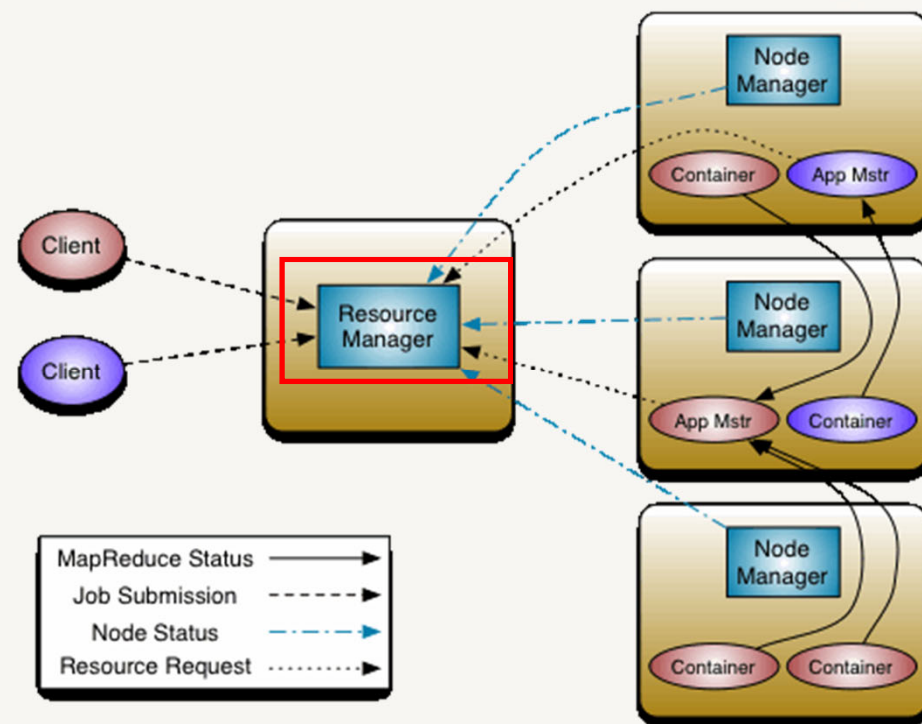 Node
Manager
Container
App Mstr
Client
Resource
Manager
Client
Node
Manager
App Mstr
Container
MapReduce Status
Job Submission
Node Status
Resource Request
Node
Manager
Container
Container